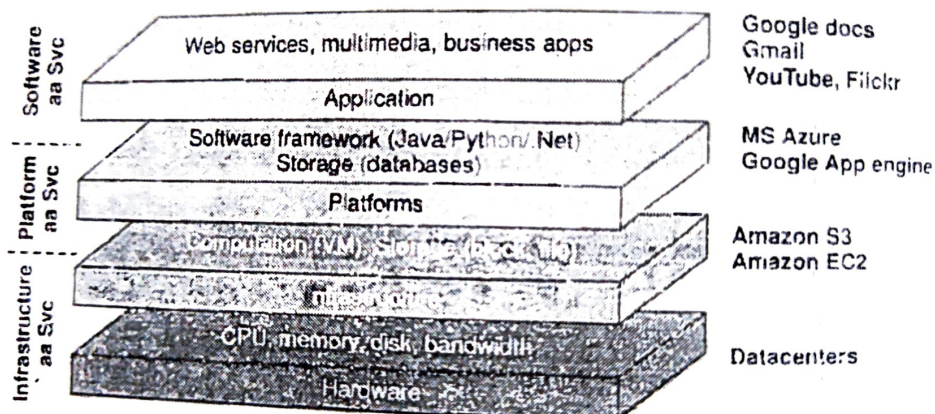 Software
aa Svc
Web services, multimedia, business apps
Application
Google docs
Gmail
YouTube, Flickr
Platform
aa Svc
Software framework (Java/Python/.Net)
Storage (databases)
Platforms
MS Azure
Google App engine
Infrastructure
aa Svc
Computation (VM), Storage (block, file)
Infrastructure
Amazon S3
Amazon EC2
CPU, memory, disk, bandwidth
Hardware
Datacenters